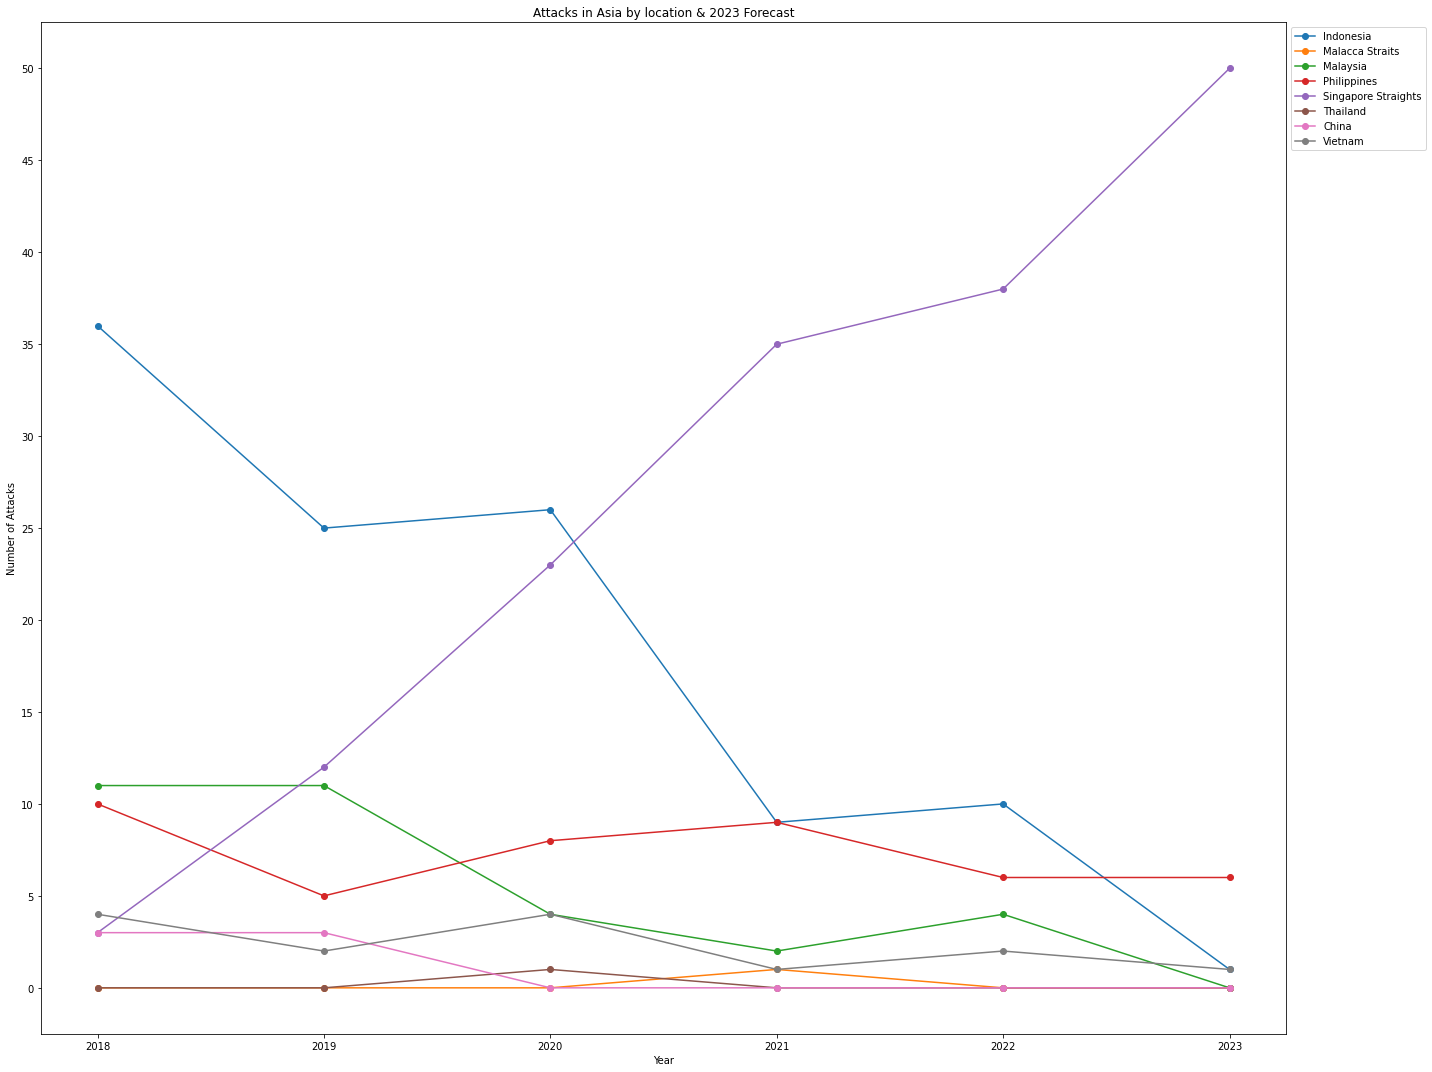 Attacks in Asia by location & 2023 Forecast
Indonesia
Malacca Straits
Malaysia
Philippines
Singapore Straights
Thailand
China
Vietnam
Number of Attacks
50
45
40
35
30
25
20
15
10
5
0
2018 2019 2020 2021 2022 2023
Year